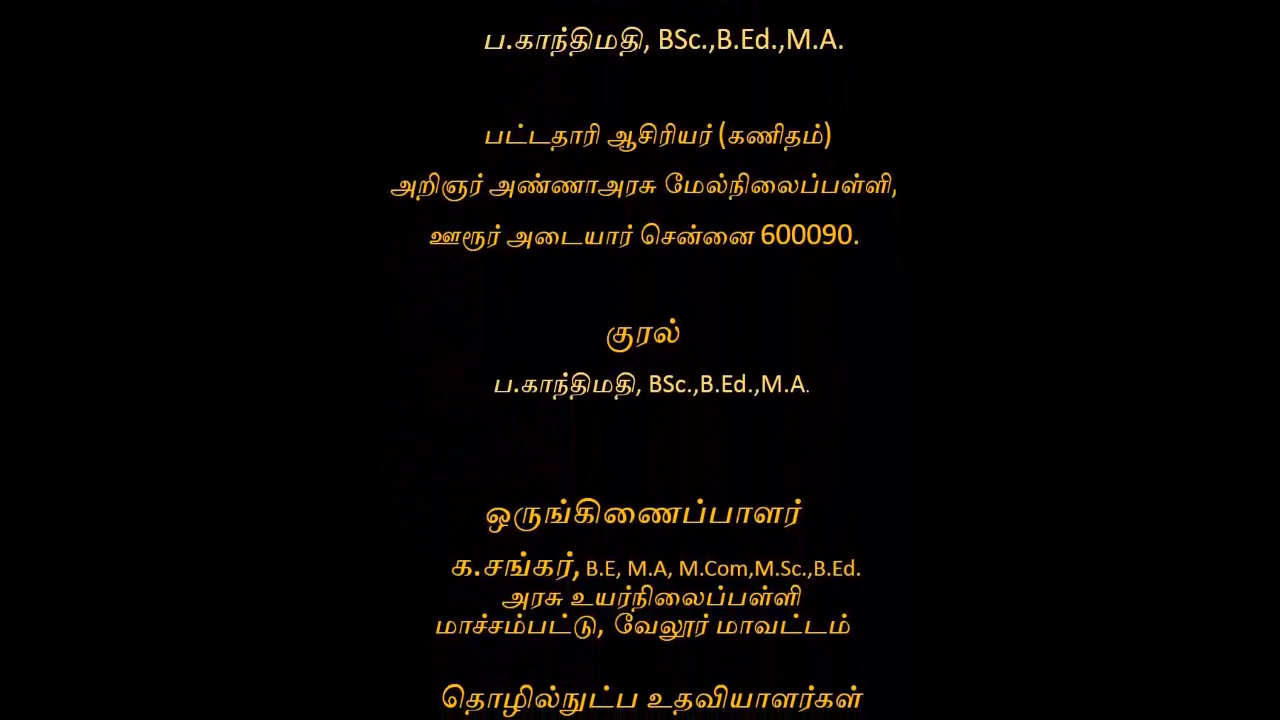 ப.காந்திமதி, BSc.,B.Ed.,M.A.
பட்டதாரி ஆசிரியர் (கணிதம்)
அறிஞர் அண்ணாஅரசு மேல்நிலைப்பள்ளி,
ஊரூர் அடையார் சென்னை 600090.
குரல்
ப.காந்திமதி, BSc.,B.Ed.,M.A.
ஒருங்கிணைப்பாளர்
க.சங்கர், B.E, M.A, M.Com,M.Sc.,B.Ed.
அரசு உயர்நிலைப்பள்ளி
மாச்சம்பட்டு, வேலூர் மாவட்டம்
தொழில்நுட்ப உதவியாளர்கள்